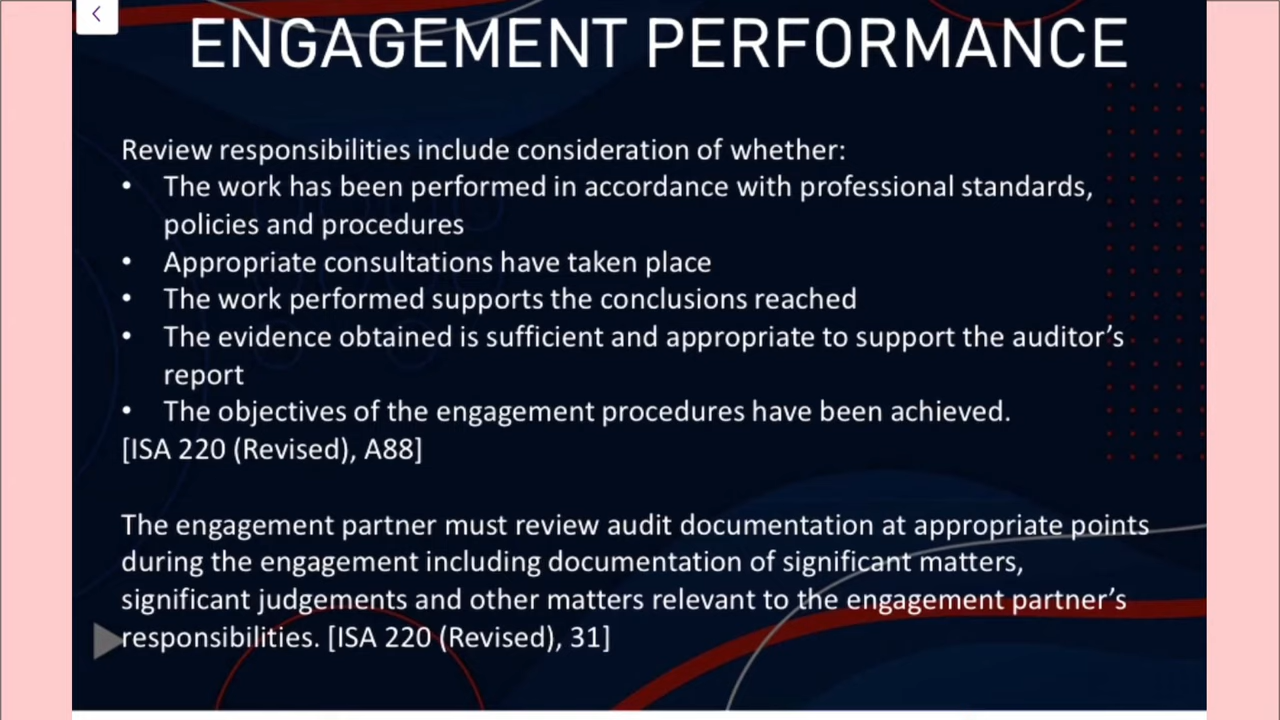 ENGAGEMENT PERFORMANCE
Review responsibilities include consideration of whether:
• The work has been performed in accordance with professional standards,
policies and procedures
• Appropriate consultations have taken place
• The work performed supports the conclusions reached
• The evidence obtained is sufficient and appropriate to support the auditor’s
report
• The objectives of the engagement procedures have been achieved.
[ISA 220 (Revised), A88]
The engagement partner must review audit documentation at appropriate points
during the engagement including documentation of significant matters,
significant judgements and other matters relevant to the engagement partner’s
responsibilities. [ISA 220 (Revised), 31]